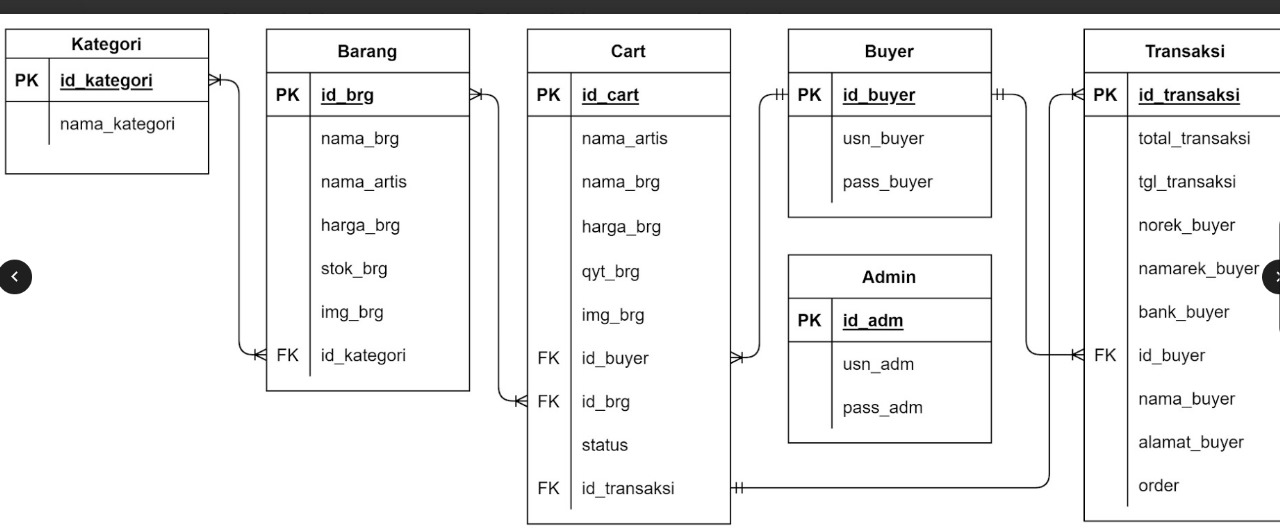 Kategori
PK id_kategori
nama_kategori
Barang
PK id_brg
nama_brg
nama_artis
harga_brg
stok_brg
img_brg
FK id_kategori
Cart
PK id_cart
nama_artis
nama_brg
harga_brg
qyt_brg
img_brg
FK id_buyer
FK id_brg
status
FK id_transaksi
Buyer
PK id_buyer
usn_buyer
pass_buyer
Admin
PK id_adm
usn_adm
pass_adm
Transaksi
PK id_transaksi
total_transaksi
tgl_transaksi
norek_buyer
namarek_buyer
bank_buyer
FK id_buyer
nama_buyer
alamat_buyer
order